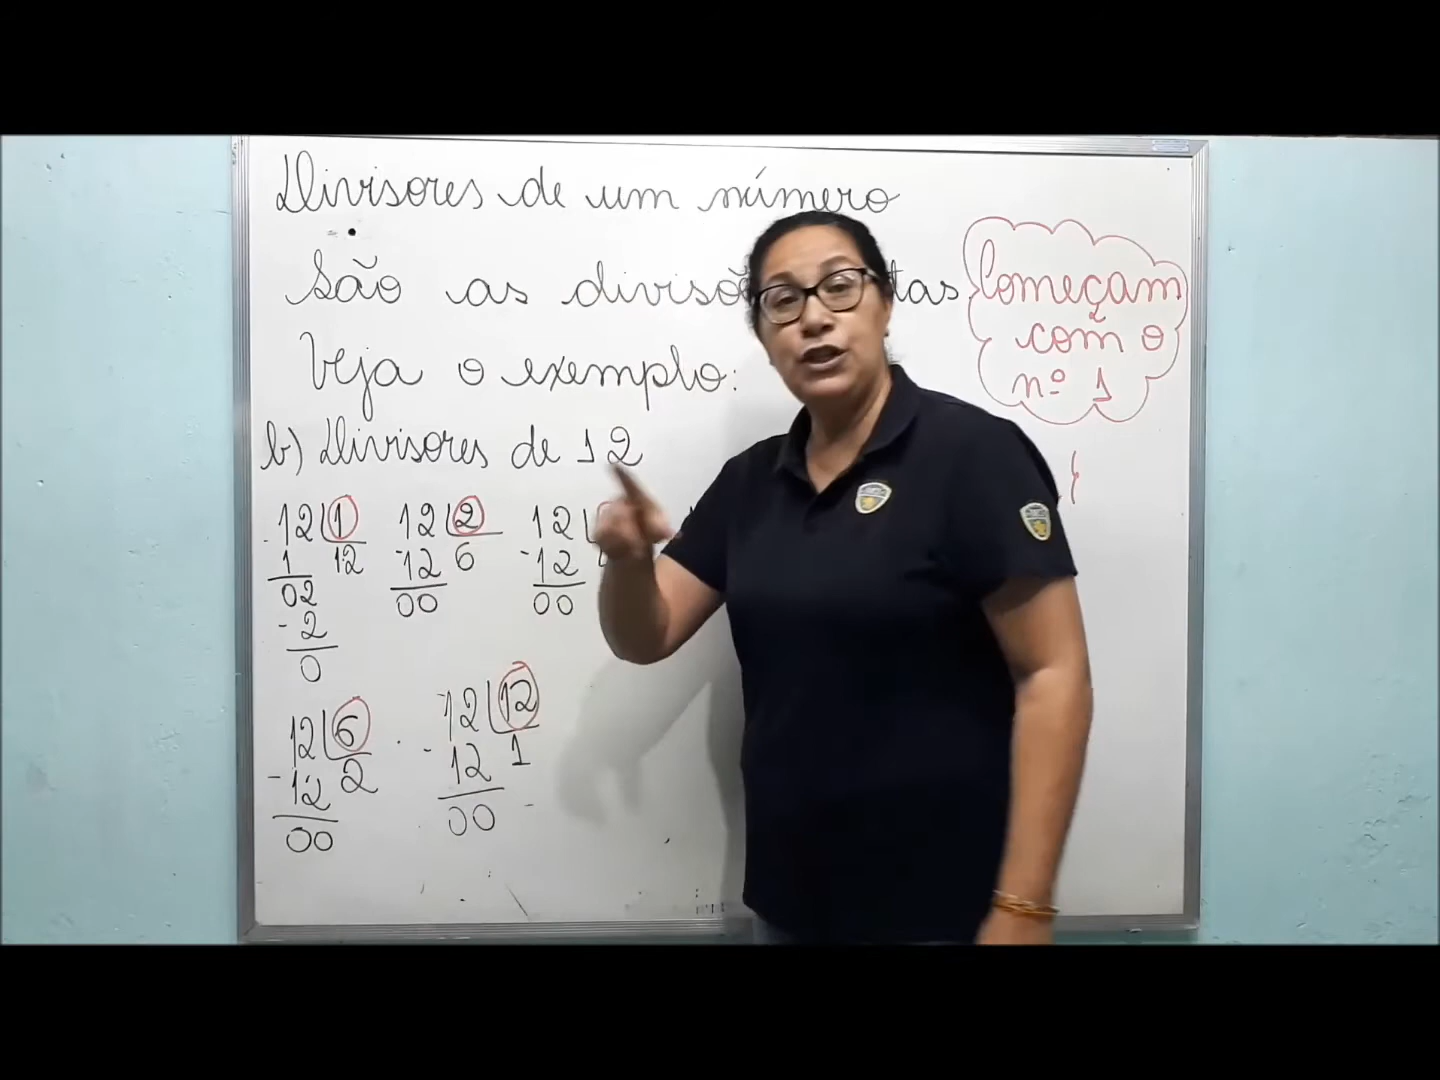 Divisores de um número
São as
Veja o exemplo:
Começam
com o
nº 1
b) Divisores de 12
12 1 12 2 12
1 12 -12 6 -12
02 00 00
-2
0
12 6 12 12
-12 2 -12 1
00 00